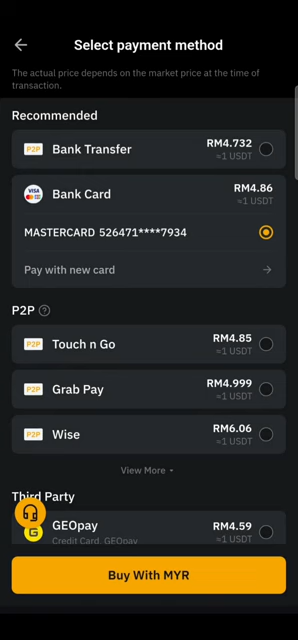 Select payment method
The actual price depends on the market price at the time of
transaction.
Recommended
P2P Bank Transfer RM4.732
≈1 USDT
VISA Bank Card RM4.86
≈1 USDT
MASTERCARD 526471****7934
Pay with new card
P2P ?
P2P Touch n Go RM4.85
≈1 USDT
P2P Grab Pay RM4.999
≈1 USDT
P2P Wise RM6.06
≈1 USDT
View More
Third Party
G GEOpay RM4.59
Credit Card, GEOpay ≈1 USDT
Buy With MYR